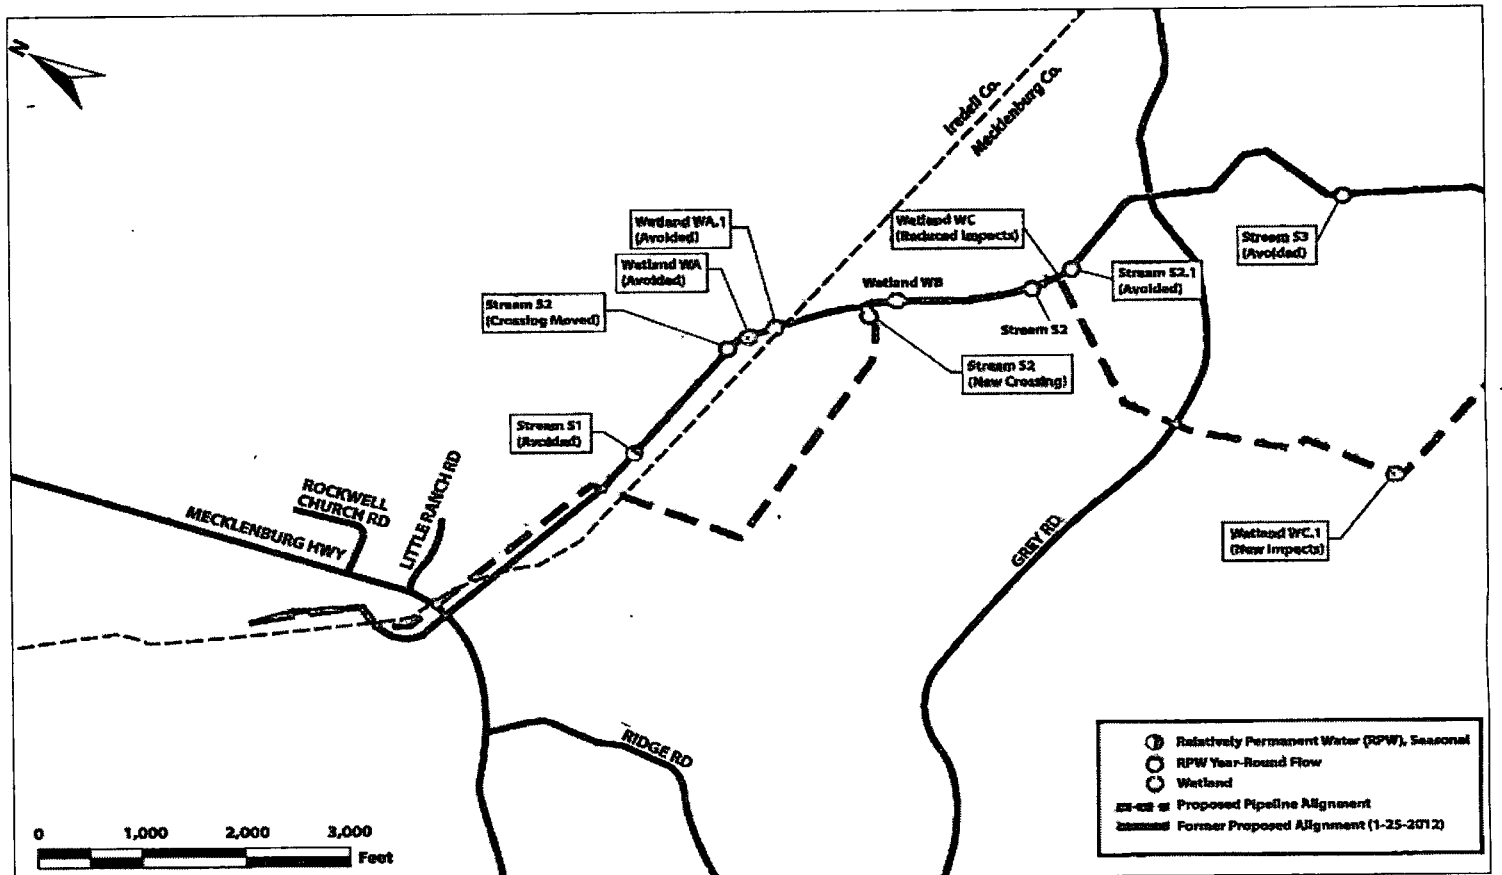 N
Iredell Co.
Mecklenburg Co.
Wetland WA.1
(Avoided)
Wetland WC
(Reduced Impacts)
Stream S3
(Avoided)
Wetland WA
(Avoided)
Stream S2.1
(Avoided)
Wetland WB
Stream S2
(Crossing Moved)
Stream S2
Stream S2
(New Crossing)
Stream S1
(Avoided)
ROCKWELL
CHURCH RD
LITTLE RANCH RD
MECKLENBURG HWY
GREY RD.
Wetland WC.1
(New Impacts)
RIDGE RD
Relatively Permanent Water (RPW), Seasonal
RPW Year-Round Flow
Wetland
Proposed Pipeline Alignment
Former Proposed Alignment (1-25-2012)
0 1,000 2,000 3,000
Feet